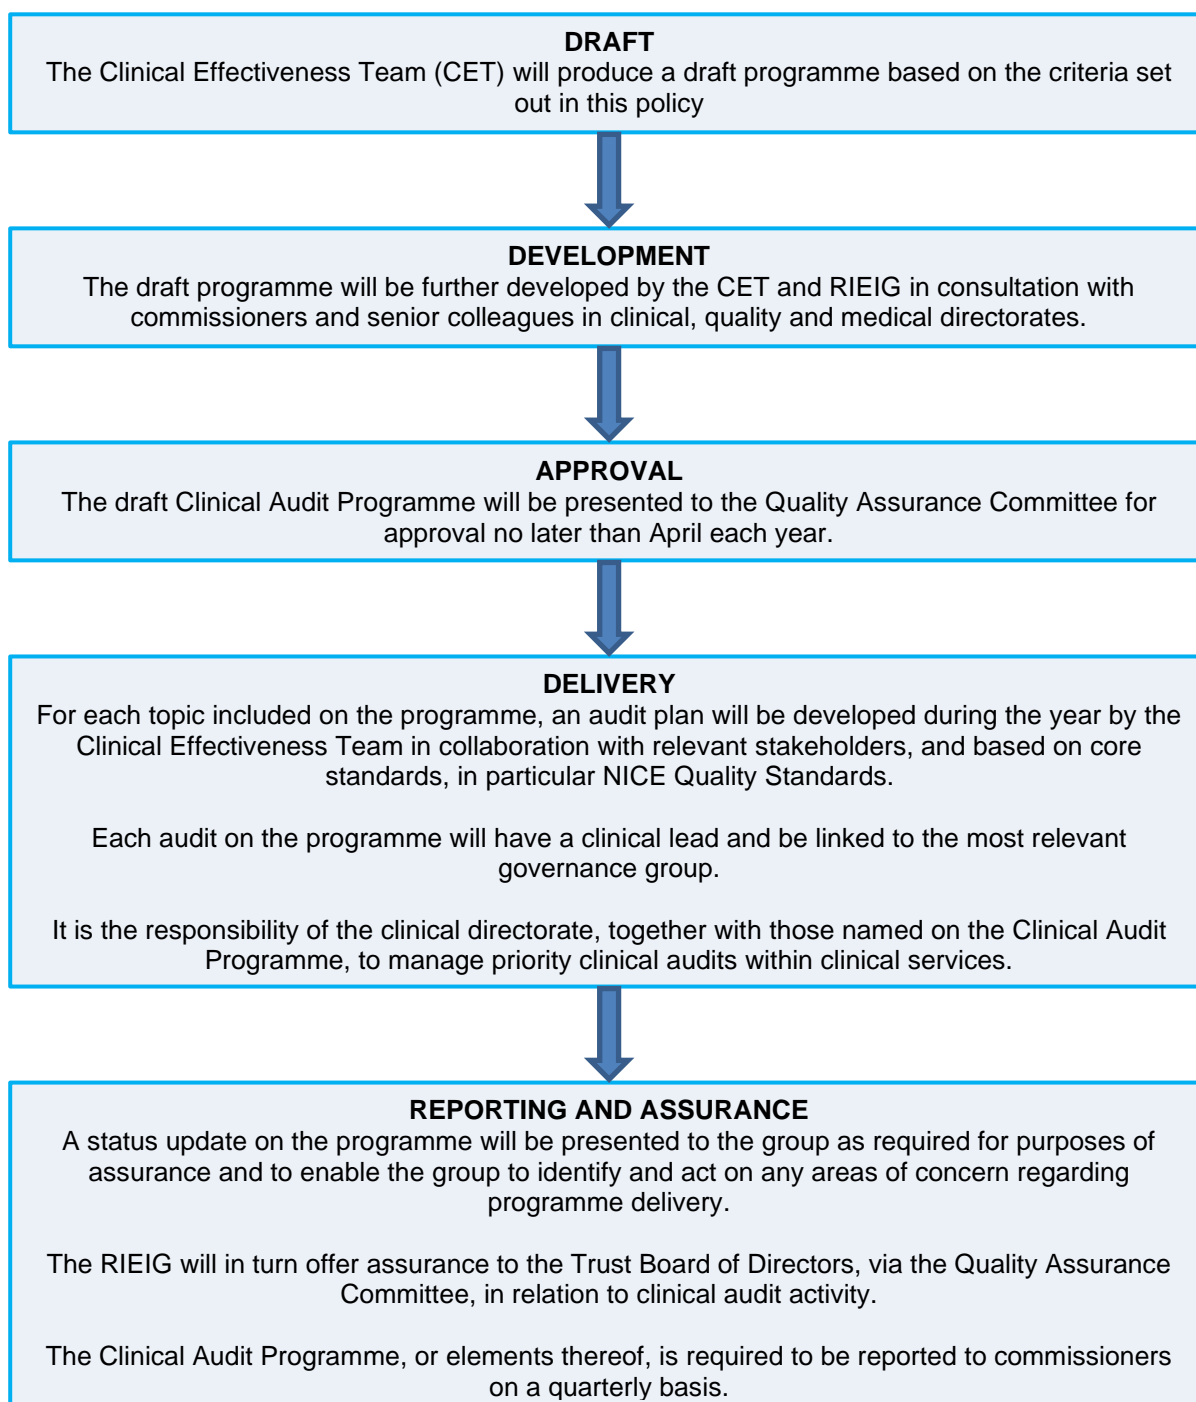 DRAFT
The Clinical Effectiveness Team (CET) will produce a draft programme based on the criteria set
out in this policy
DEVELOPMENT
The draft programme will be further developed by the CET and RIEIG in consultation with
commissioners and senior colleagues in clinical, quality and medical directorates.
APPROVAL
The draft Clinical Audit Programme will be presented to the Quality Assurance Committee for
approval no later than April each year.
DELIVERY
For each topic included on the programme, an audit plan will be developed during the year by the
Clinical Effectiveness Team in collaboration with relevant stakeholders, and based on core
standards, in particular NICE Quality Standards.
Each audit on the programme will have a clinical lead and be linked to the most relevant
governance group.
It is the responsibility of the clinical directorate, together with those named on the Clinical Audit
Programme, to manage priority clinical audits within clinical services.
REPORTING AND ASSURANCE
A status update on the programme will be presented to the group as required for purposes of
assurance and to enable the group to identify and act on any areas of concern regarding
programme delivery.
The RIEIG will in turn offer assurance to the Trust Board of Directors, via the Quality Assurance
Committee, in relation to clinical audit activity.
The Clinical Audit Programme, or elements thereof, is required to be reported to commissioners
on a quarterly basis.